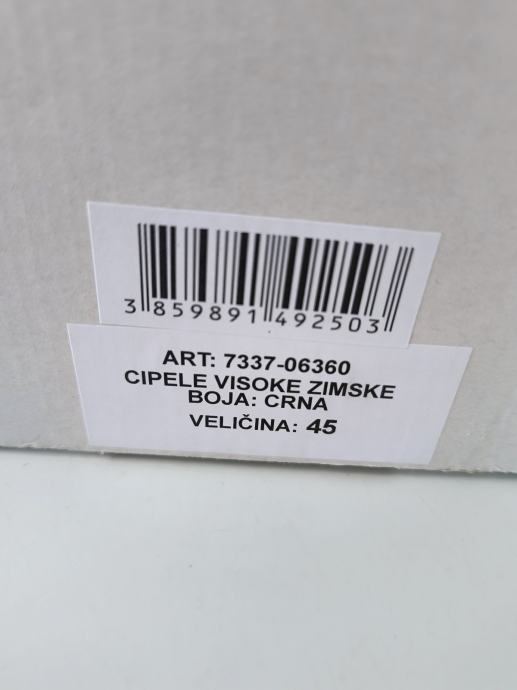 3 859891 492503
ART: 7337-06360
CIPELE VISOKE ZIMSKE
BOJA: CRNA
VELIČINA: 45